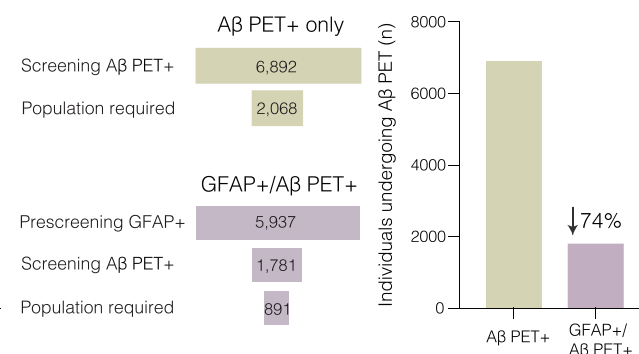 Aβ PET+ only
Screening Aβ PET+ 6,892
Population required 2,068
GFAP+/Aβ PET+
Prescreening GFAP+ 5,937
Screening Aβ PET+ 1,781
Population required 891
Individuals undergoing Aβ PET (n)
8000
6000
4000
2000
0
↓74%
Aβ PET+
GFAP+/
Aβ PET+